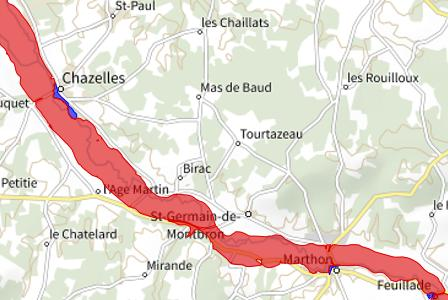 St-Paul
les Chaillats
Chazelles
les Rouilloux
Mas de Baud
uquet
Tourtazeau
Birac
Petitie
l'Age Martin
St-Germain-de-
Montbron
le Chatelard
Marthon
Mirande
Feuillade